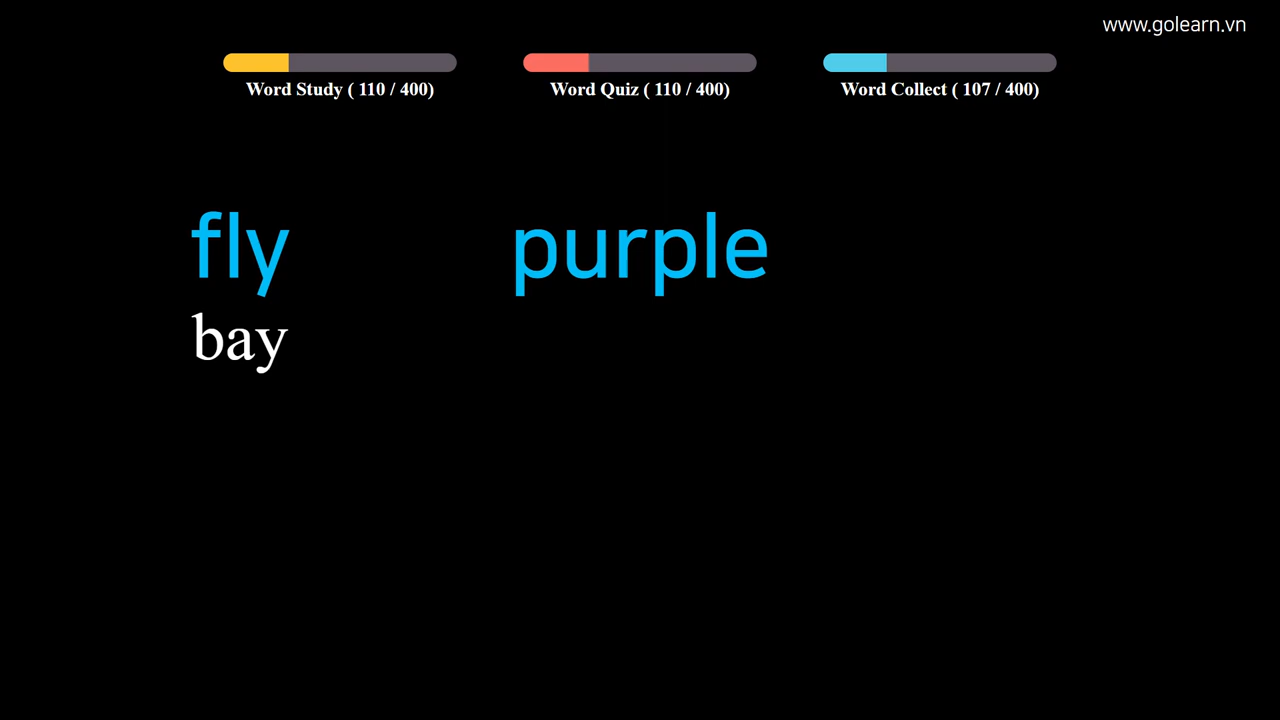 www.golearn.vn
Word Study ( 110 / 400)
Word Quiz ( 110 / 400)
Word Collect ( 107 / 400)
fly
purple
bay